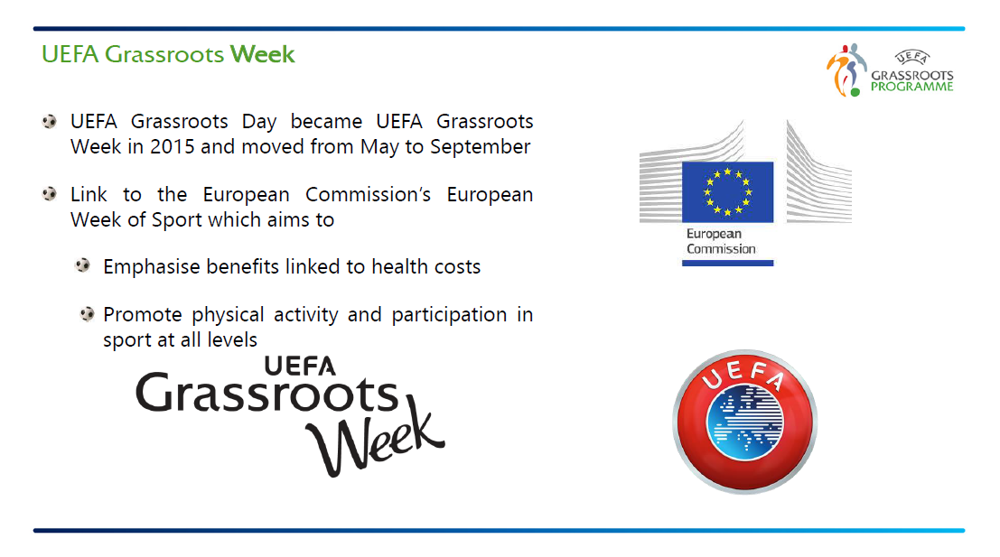 UEFA Grassroots Week
UEFA
GRASSROOTS
PROGRAMME
UEFA Grassroots Day became UEFA Grassroots
Week in 2015 and moved from May to September
Link to the European Commission's European
Week of Sport which aims to
Emphasise benefits linked to health costs
Promote physical activity and participation in
sport at all levels
UEFA
Grassroots
Week
European
Commission
UEFA